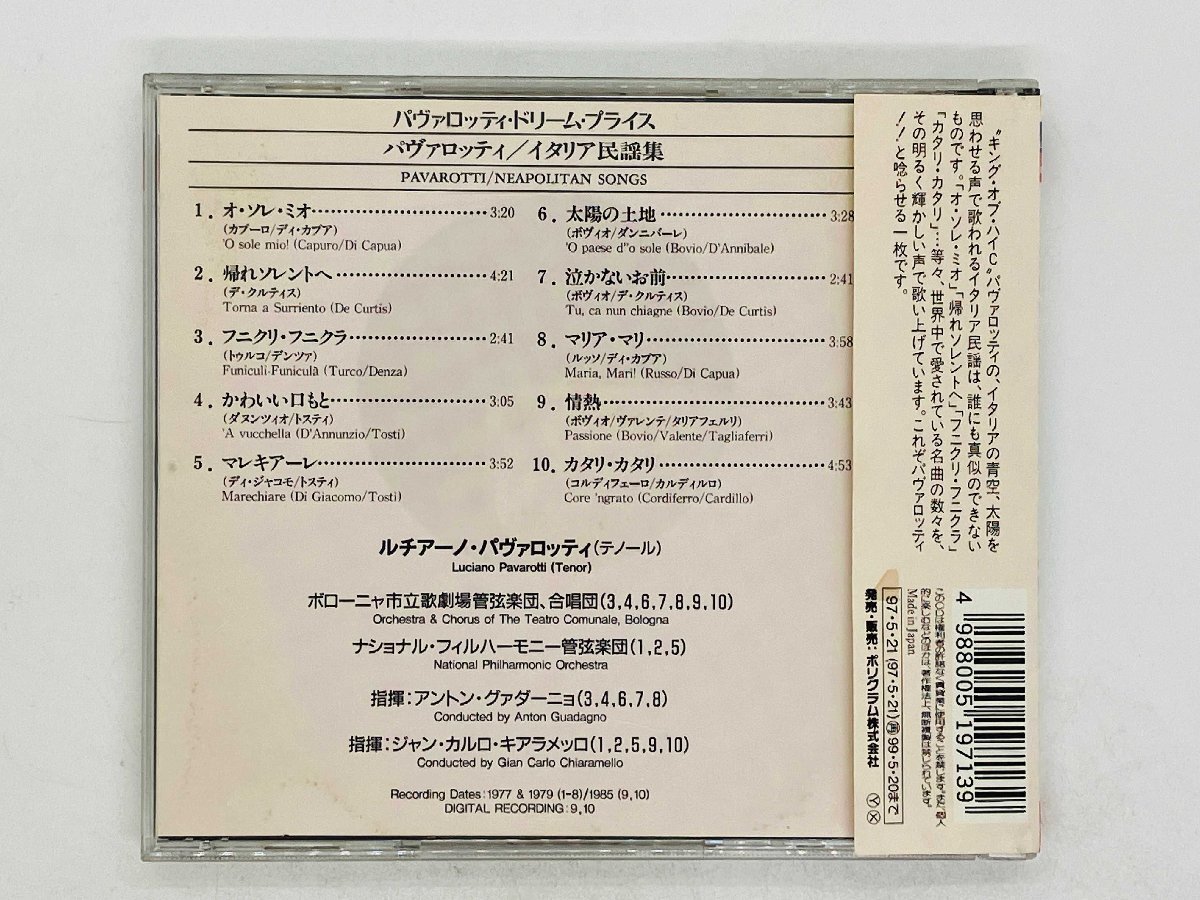 パヴァロッティ・ドリーム・プライス
パヴァロッティ／イタリア民謡集
PAVAROTTI/NEAPOLITAN SONGS
1. オ・ソレ・ミオ 3:20
(カプーロ/ディ・カプア)
'O sole mio! (Capuro/Di Capua)
2. 帰れソレントへ 4:21
(デ・クルティス)
Torna a Surriento (De Curtis)
3. フニクリ・フニクラ 2:41
(トゥルコ/デンツァ)
Funiculì-Funiculà (Turco/Denza)
4. かわいい口もと 3:05
(ダヌンツィオ/トスティ)
'A vucchella (D'Annunzio/Tosti)
5. マレキアーレ 3:52
(ディ・ジャコモ/トスティ)
Marechiare (Di Giacomo/Tosti)
6. 太陽の土地 3:28
(ボヴィオ/ダンニバーレ)
'O paese d''o sole (Bovio/D'Annibale)
7. 泣かないお前 2:41
(ボヴィオ/デ・クルティス)
Tu, ca nun chiagne (Bovio/De Curtis)
8. マリア・マリ 3:58
(ルッソ/ディ・カプア)
Maria, Mari! (Russo/Di Capua)
9. 情熱 3:43
(ボヴィオ/ヴァレンテ/タリアフェルリ)
Passione (Bovio/Valente/Tagliaferri)
10. カタリ・カタリ 4:53
(コルディフェーロ/カルディルロ)
Core 'ngrato (Cordiferro/Cardillo)
ルチアーノ・パヴァロッティ(テノール)
Luciano Pavarotti (Tenor)
ボローニャ市立歌劇場管弦楽団、合唱団(3,4,6,7,8,9,10)
Orchestra & Chorus of The Teatro Comunale, Bologna
ナショナル・フィルハーモニー管弦楽団(1,2,5)
National Philharmonic Orchestra
指揮：アントン・グァダーニョ(3,4,6,7,8)
Conducted by Anton Guadagno
指揮：ジャン・カルロ・キアラメッロ(1,2,5,9,10)
Conducted by Gian Carlo Chiaramello
Recording Dates:1977 & 1979 (1-8)/1985 (9,10)
DIGITAL RECORDING:9,10
〝キング・オブ・ハイC〟パヴァロッティの、イタリアの青空、太陽を
思わせる声で歌われるイタリア民謡は、誰にも真似のできない
ものです。「オ・ソレ・ミオ」「帰れソレントへ」「フニクリ・フニクラ」
「カタリ・カタリ」…等々、世界中で愛されている名曲の数々を、
その明るく輝かしい声で歌い上げています。これぞパヴァロッティ
！！と唸らせる一枚です。
4 988005 197139
Made in Japan
97・5・21 (97・5・21) 再 99・5・20まで
発売・販売：ポリグラム株式会社 Ⓨ Ⓧ